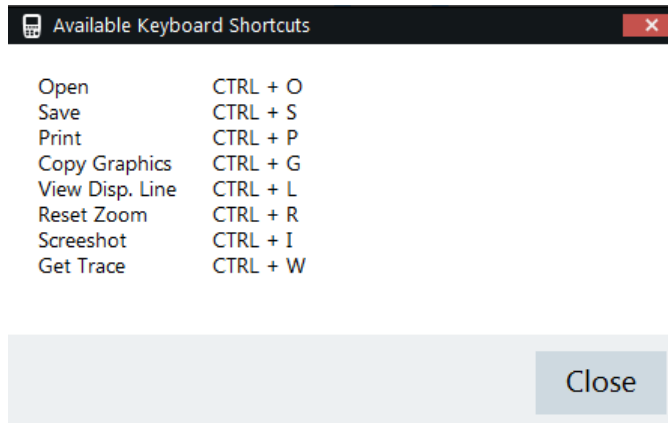 Available Keyboard Shortcuts
Open CTRL + O
Save CTRL + S
Print CTRL + P
Copy Graphics CTRL + G
View Disp. Line CTRL + L
Reset Zoom CTRL + R
Screeshot CTRL + I
Get Trace CTRL + W
Close